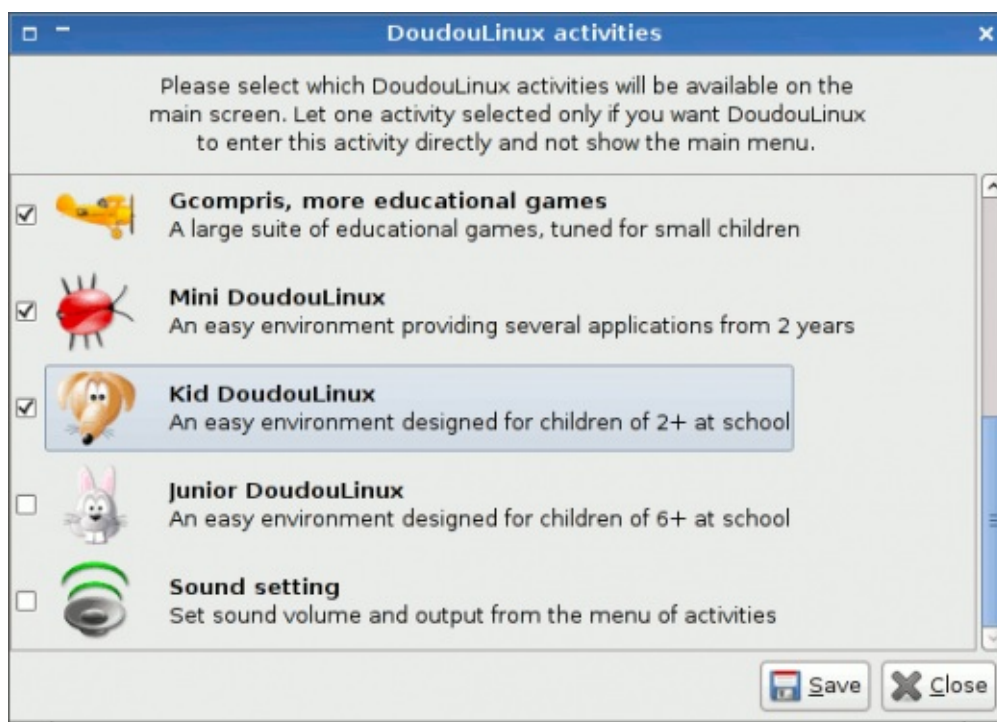 DoudouLinux activities
Please select which DoudouLinux activities will be available on the
main screen. Let one activity selected only if you want DoudouLinux
to enter this activity directly and not show the main menu.
Gcompris, more educational games
A large suite of educational games, tuned for small children
Mini DoudouLinux
An easy environment providing several applications from 2 years
Kid DoudouLinux
An easy environment designed for children of 2+ at school
Junior DoudouLinux
An easy environment designed for children of 6+ at school
Sound setting
Set sound volume and output from the menu of activities
Save Close